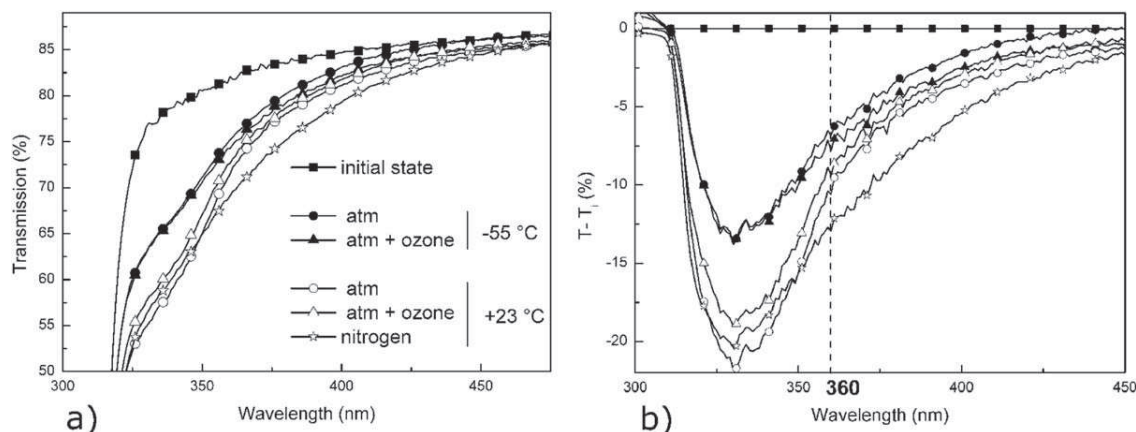 85
80
75
70
65
60
55
50
300
350
400
450
Transmission (%)
Wavelength (nm)
initial state
atm
atm + ozone
-55 °C
atm
atm + ozone
nitrogen
+23 °C
a)
0
-5
-10
-15
-20
300
350
360
400
450
T- Ti (%)
Wavelength (nm)
b)